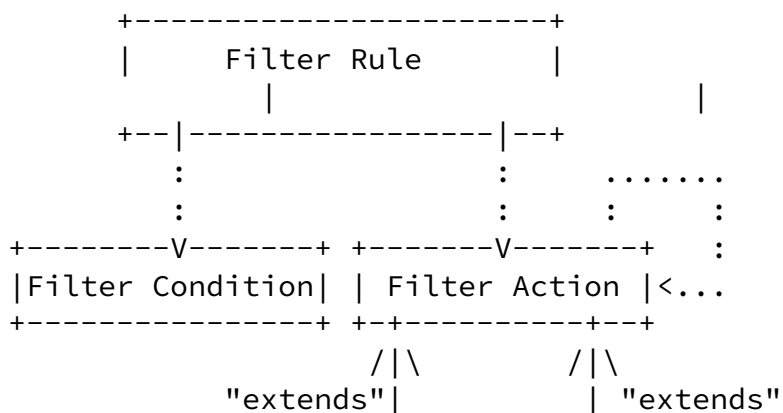 +------------------------+
      |      Filter Rule       |
              |                        |
      +--|-----------------|--+
         :                 :     .......
         :                 :     :     :
+--------V-------+ +-------V-------+   :
|Filter Condition| | Filter Action |<...
+----------------+ +-+----------+--+
                    /|\        /|\
            "extends"|          | "extends"